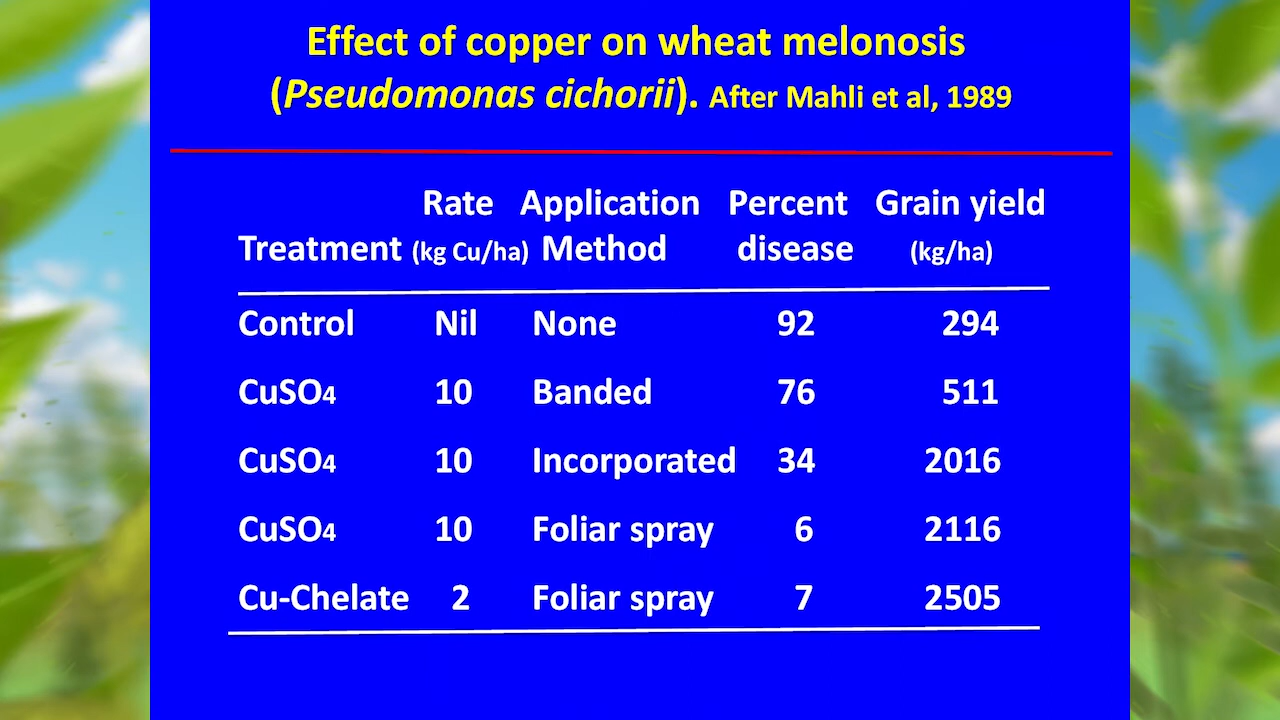 Effect of copper on wheat melonosis
(Pseudomonas cichorii). After Mahli et al, 1989
Rate Application Percent Grain yield
Treatment (kg Cu/ha) Method disease (kg/ha)
Control Nil None 92 294
CuSO4 10 Banded 76 511
CuSO4 10 Incorporated 34 2016
CuSO4 10 Foliar spray 6 2116
Cu-Chelate 2 Foliar spray 7 2505